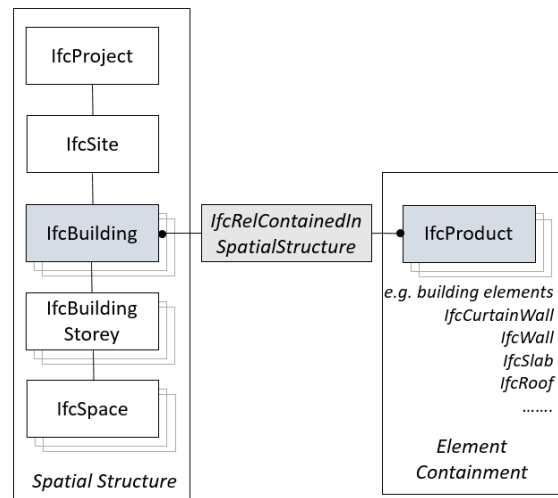 IfcProject
IfcSite
IfcBuilding
IfcBuilding
Storey
IfcSpace
Spatial Structure
IfcRelContainedIn
SpatialStructure
IfcProduct
e.g. building elements
IfcCurtainWall
IfcWall
IfcSlab
IfcRoof
.......
Element
Containment